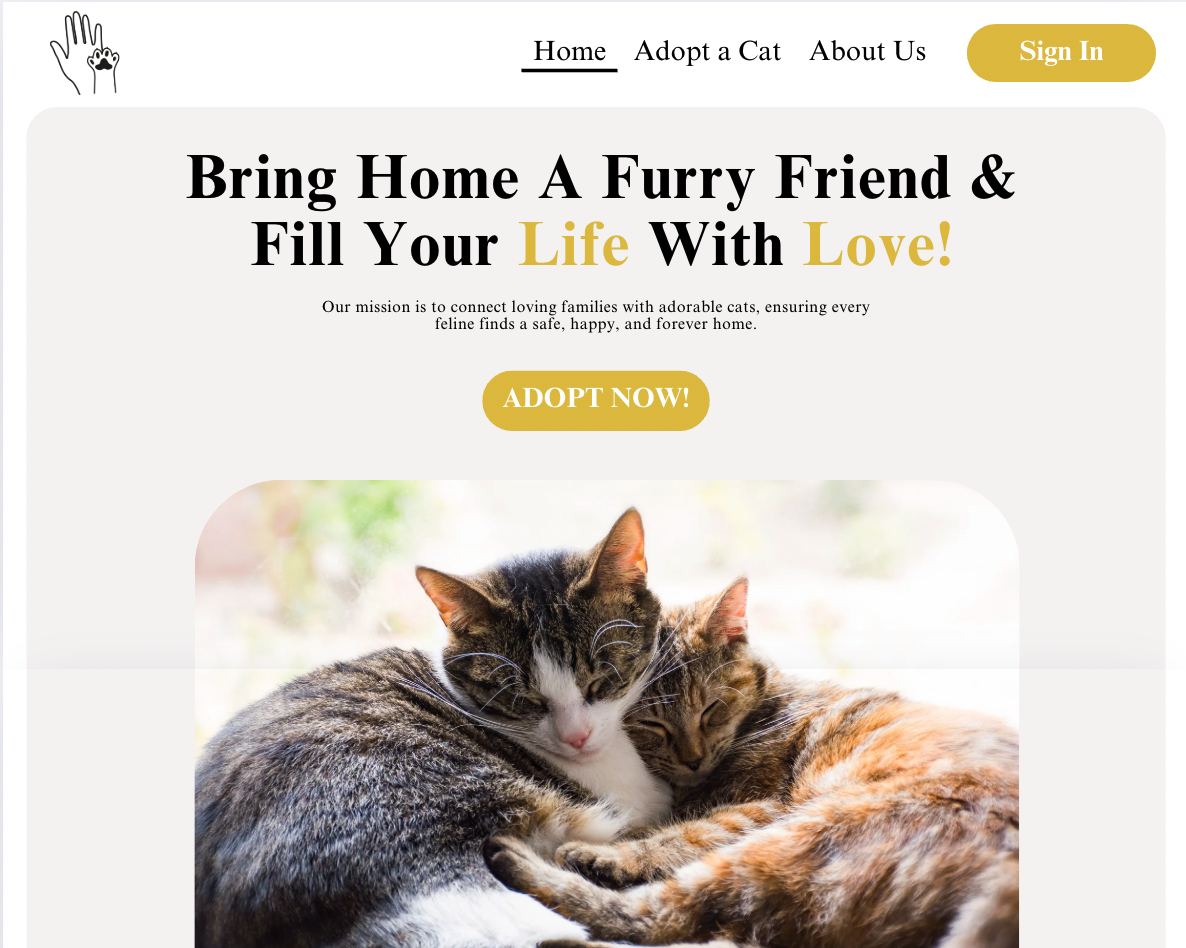 Home Adopt a Cat About Us Sign In
Bring Home A Furry Friend &
Fill Your Life With Love!
Our mission is to connect loving families with adorable cats, ensuring every
feline finds a safe, happy, and forever home.
ADOPT NOW!